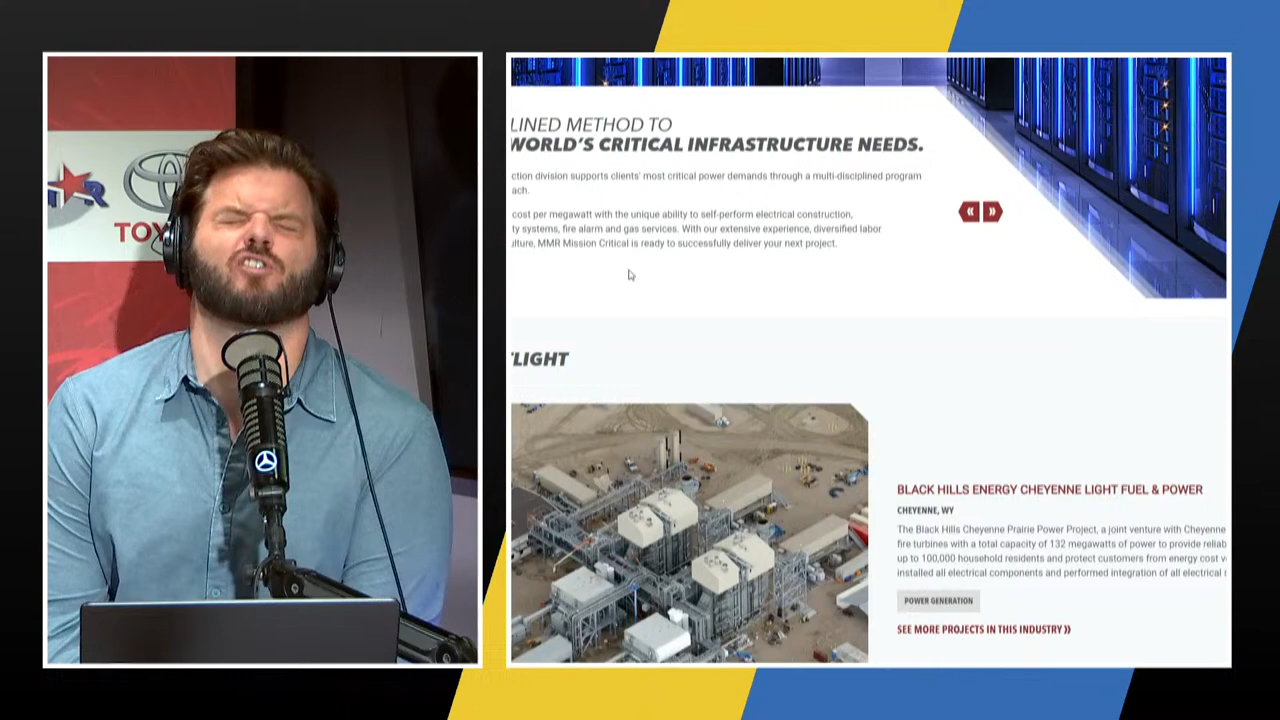 TOY
LINED METHOD TO
WORLD'S CRITICAL INFRASTRUCTURE NEEDS.
ction division supports clients' most critical power demands through a multi-disciplined program
ach.
cost per megawatt with the unique ability to self-perform electrical construction,
ty systems, fire alarm and gas services. With our extensive experience, diversified labor
ulture, MMR Mission Critical is ready to successfully deliver your next project.
« »
LIGHT
BLACK HILLS ENERGY CHEYENNE LIGHT FUEL & POWER
CHEYENNE, WY
The Black Hills Cheyenne Prairie Power Project, a joint venture with Cheyenne
fire turbines with a total capacity of 132 megawatts of power to provide reliab
up to 100,000 household residents and protect customers from energy cost v
installed all electrical components and performed integration of all electrical s
POWER GENERATION
SEE MORE PROJECTS IN THIS INDUSTRY »